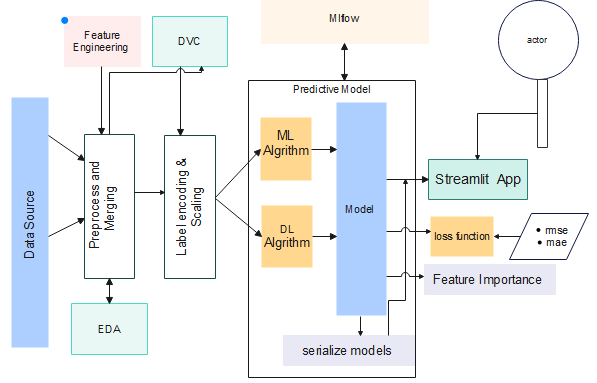 Mlflow
Feature
Engineering
DVC
actor
Predictive Model
Data Source
Preprocess and
Merging
Label encoding &
Scaling
ML
Algrithm
DL
Algrithm
Model
Streamlit App
loss function
rmse
mae
Feature Importance
EDA
serialize models